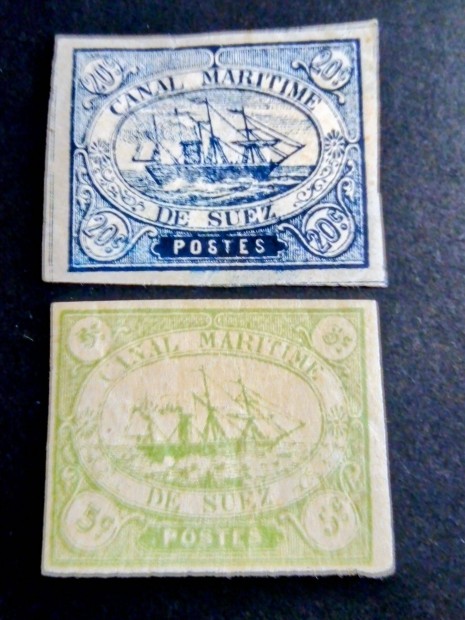 20c 20c
CANAL MARITIME
DE SUEZ
20c 20c
POSTES
5c 5c
CANAL MARITIME
DE SUEZ
5c 5c
POSTES